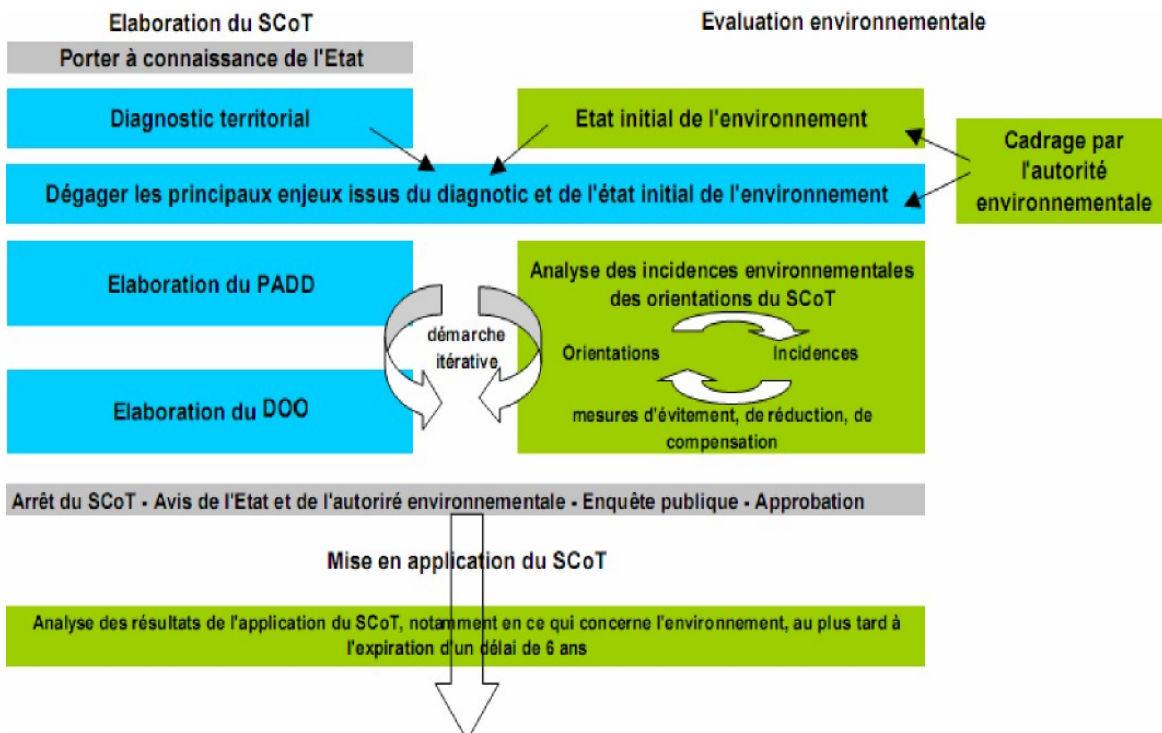 Elaboration du SCoT
Evaluation environnementale
Porter à connaissance de l'Etat
Diagnostic territorial
Etat initial de l'environnement
Cadrage par
l'autorité
environnementale
Dégager les principaux enjeux issus du diagnotic et de l'état initial de l'environnement
Elaboration du PADD
Analyse des incidences environnementales
des orientations du SCoT
démarche
itérative
Orientations
Incidences
Elaboration du DOO
mesures d'évitement, de réduction, de
compensation
Arrêt du SCoT - Avis de l'Etat et de l'autoriré environnementale - Enquête publique - Approbation
Mise en application du SCoT
Analyse des résultats de l'application du SCoT, notamment en ce qui concerne l'environnement, au plus tard à
l'expiration d'un délai de 6 ans